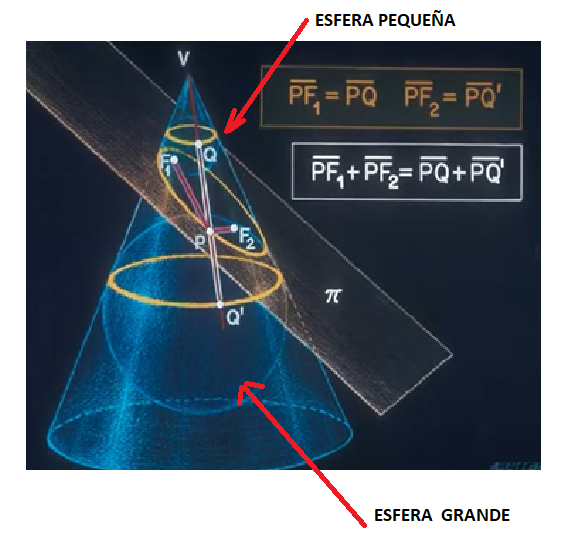 ESFERA PEQUEÑA
V
PF₁ = PQ PF₂ = PQ'
PF₁ + PF₂ = PQ + PQ'
Q
F₁
P
F₂
π
Q'
ESFERA GRANDE